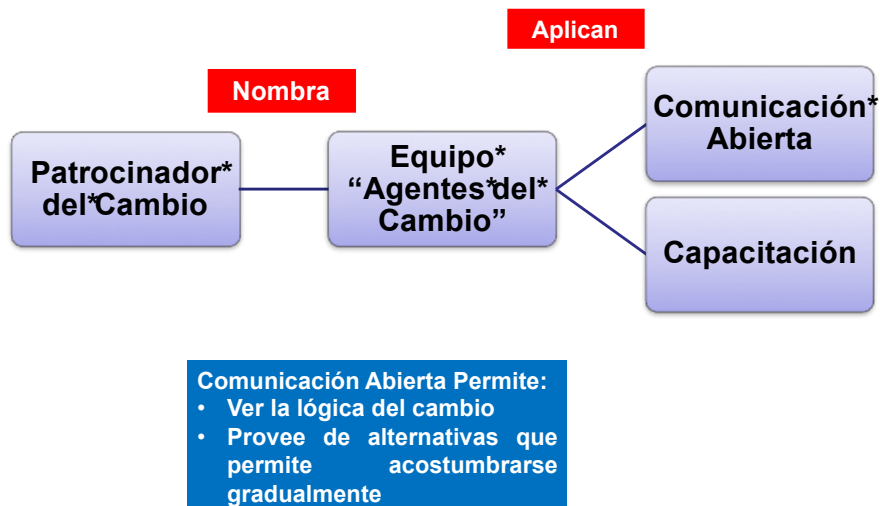 Aplican
Nombra
Patrocinador*
del*Cambio
Equipo*
“Agentes*del*
Cambio”
Comunicación*
Abierta
Capacitación
Comunicación Abierta Permite:
• Ver la lógica del cambio
• Provee de alternativas que
permite acostumbrarse
gradualmente